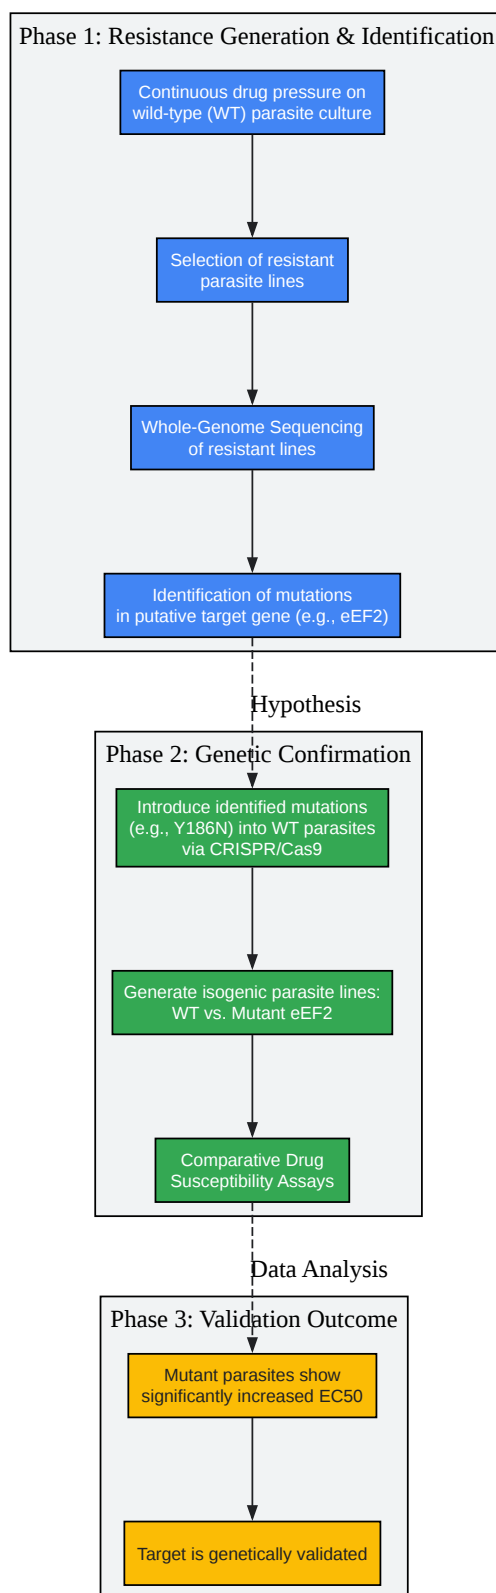 Phase 1: Resistance Generation & Identification
Continuous drug pressure on
wild-type (WT) parasite culture
Selection of resistant
parasite lines
Whole-Genome Sequencing
of resistant lines
Identification of mutations
in putative target gene (e.g., eEF2)
Hypothesis
Phase 2: Genetic Confirmation
Introduce identified mutations
(e.g., Y186N) into WT parasites
via CRISPR/Cas9
Generate isogenic parasite lines:
WT vs. Mutant eEF2
Comparative Drug
Susceptibility Assays
Data Analysis
Phase 3: Validation Outcome
Mutant parasites show
significantly increased EC50
Target is genetically validated